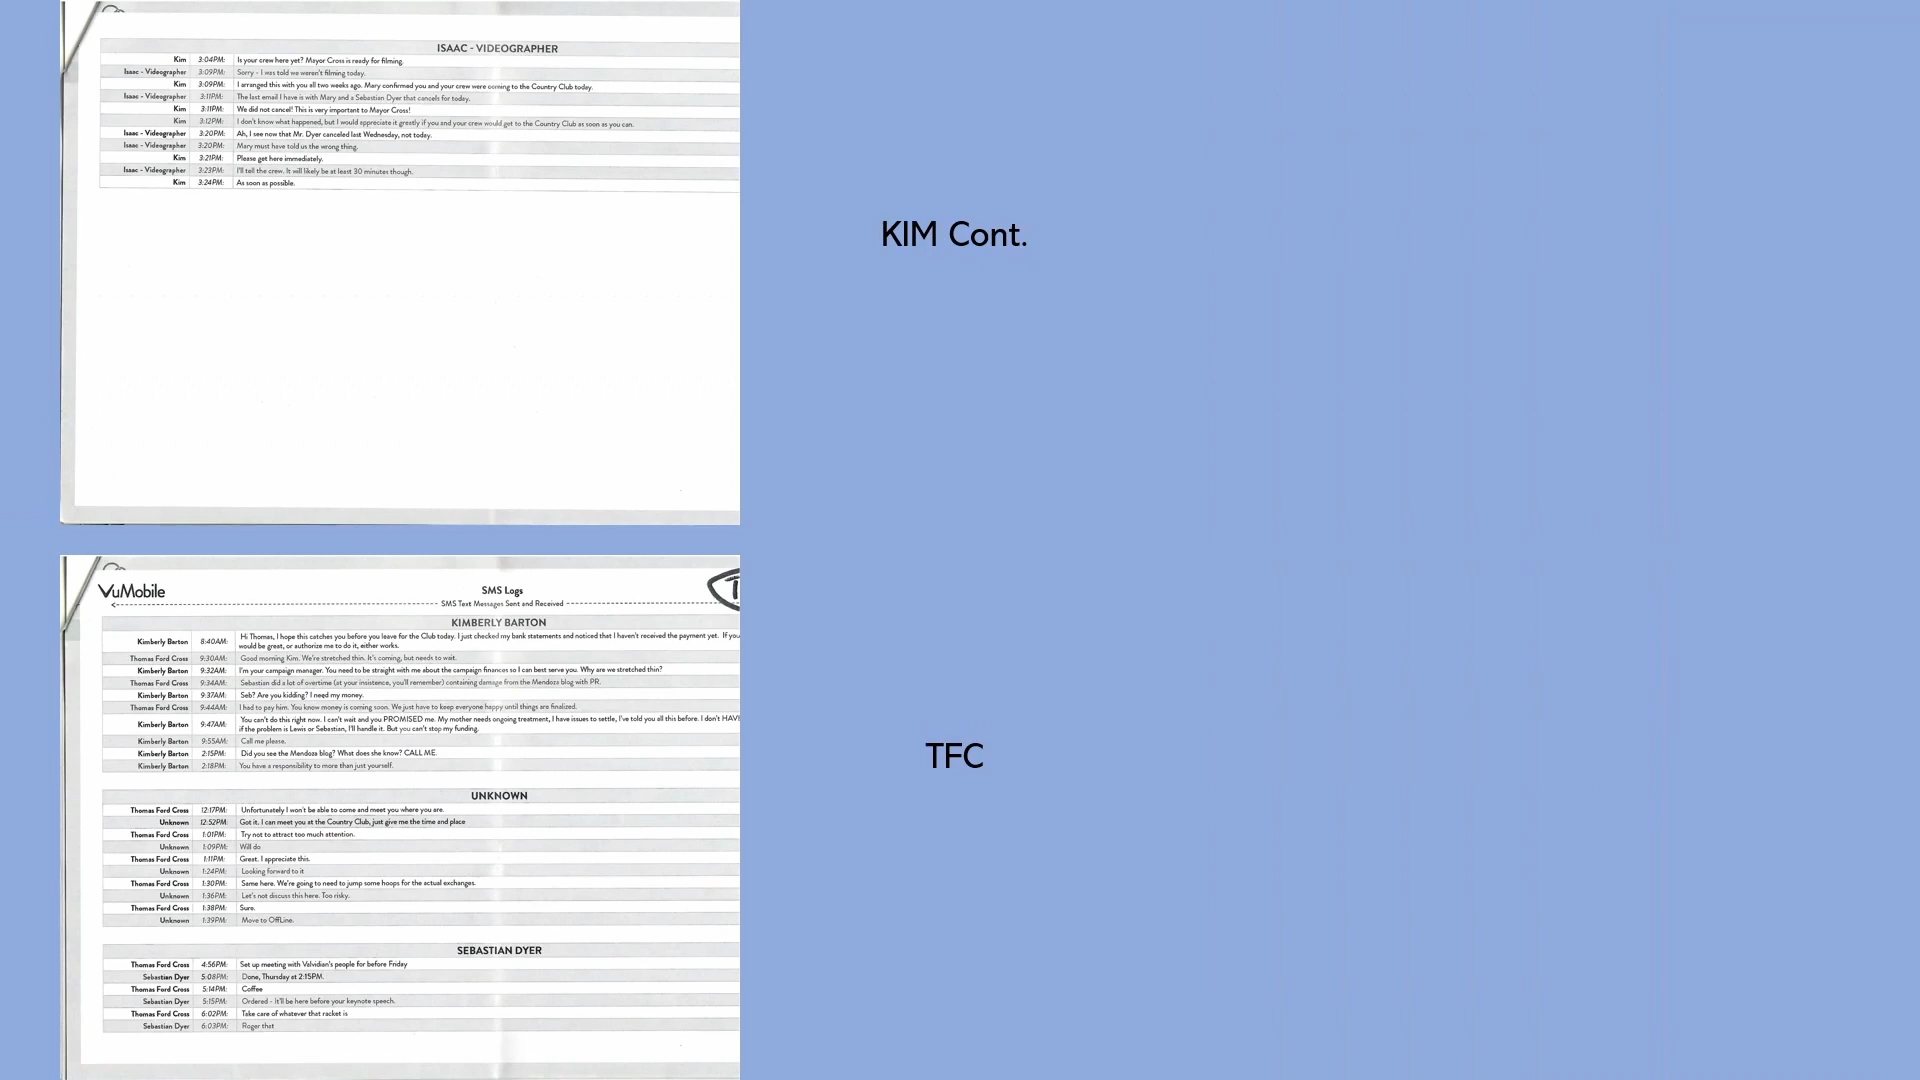 ISAAC - VIDEOGRAPHER
Kim 3:04PM: Is your crew here yet? Mayor Cross is ready for filming.
Isaac - Videographer 3:09PM: Sorry - I was told we weren't filming today.
Kim 3:09PM: I arranged this with you all two weeks ago. Mary confirmed you and your crew were coming to the Country Club today.
Isaac - Videographer 3:11PM: The last email I have is with Mary and a Sebastian Dyer that cancels for today.
Kim 3:11PM: We did not cancel! This is very important to Mayor Cross!
Kim 3:12PM: I don't know what happened, but I would appreciate it greatly if you and your crew would get to the Country Club as soon as you can.
Isaac - Videographer 3:20PM: Ah, I see now that Mr. Dyer canceled last Wednesday, not today.
Isaac - Videographer 3:20PM: Mary must have told us the wrong thing.
Kim 3:21PM: Please get here immediately.
Isaac - Videographer 3:23PM: I'll tell the crew. It will likely be at least 30 minutes though.
Kim 3:24PM: As soon as possible.
KIM Cont.
VuMobile
SMS Logs
SMS Text Messages Sent and Received
KIMBERLY BARTON
Kimberly Barton 8:40AM: Hi Thomas, I hope this catches you before you leave for the Club today. I just checked my bank statements and noticed that I haven't received the payment yet. If you
would be great, or authorize me to do it, either works.
Thomas Ford Cross 9:30AM: Good morning Kim. We're stretched thin. It's coming, but needs to wait.
Kimberly Barton 9:32AM: I'm your campaign manager. You need to be straight with me about the campaign finances so I can best serve you. Why are we stretched thin?
Thomas Ford Cross 9:34AM: Sebastian did a lot of overtime (at your insistence, you'll remember) containing damage from the Mendoza blog with PR.
Kimberly Barton 9:37AM: Seb? Are you kidding? I need my money.
Thomas Ford Cross 9:44AM: I had to pay him. You know money is coming soon. We just have to keep everyone happy until things are finalized.
Kimberly Barton 9:47AM: You can't do this right now. I can't wait and you PROMISED me. My mother needs ongoing treatment, I have issues to settle, I've told you all this before. I don't HAV
if the problem is Lewis or Sebastian, I'll handle it. But you can't stop my funding.
Kimberly Barton 9:55AM: Call me please.
Kimberly Barton 2:15PM: Did you see the Mendoza blog? What does she know? CALL ME.
Kimberly Barton 2:18PM: You have a responsibility to more than just yourself.
UNKNOWN
Thomas Ford Cross 12:17PM: Unfortunately I won't be able to come and meet you where you are.
Unknown 12:52PM: Got it. I can meet you at the Country Club, just give me the time and place
Thomas Ford Cross 1:01PM: Try not to attract too much attention.
Unknown 1:09PM: Will do
Thomas Ford Cross 1:11PM: Great. I appreciate this.
Unknown 1:24PM: Looking forward to it
Thomas Ford Cross 1:30PM: Same here. We're going to need to jump some hoops for the actual exchanges.
Unknown 1:36PM: Let's not discuss this here. Too risky.
Thomas Ford Cross 1:38PM: Sure.
Unknown 1:39PM: Move to OffLine.
SEBASTIAN DYER
Thomas Ford Cross 4:56PM: Set up meeting with Valvidian's people for before Friday
Sebastian Dyer 5:08PM: Done, Thursday at 2:15PM.
Thomas Ford Cross 5:14PM: Coffee
Sebastian Dyer 5:15PM: Ordered - It'll be here before your keynote speech.
Thomas Ford Cross 6:02PM: Take care of whatever that racket is
Sebastian Dyer 6:03PM: Roger that
TFC